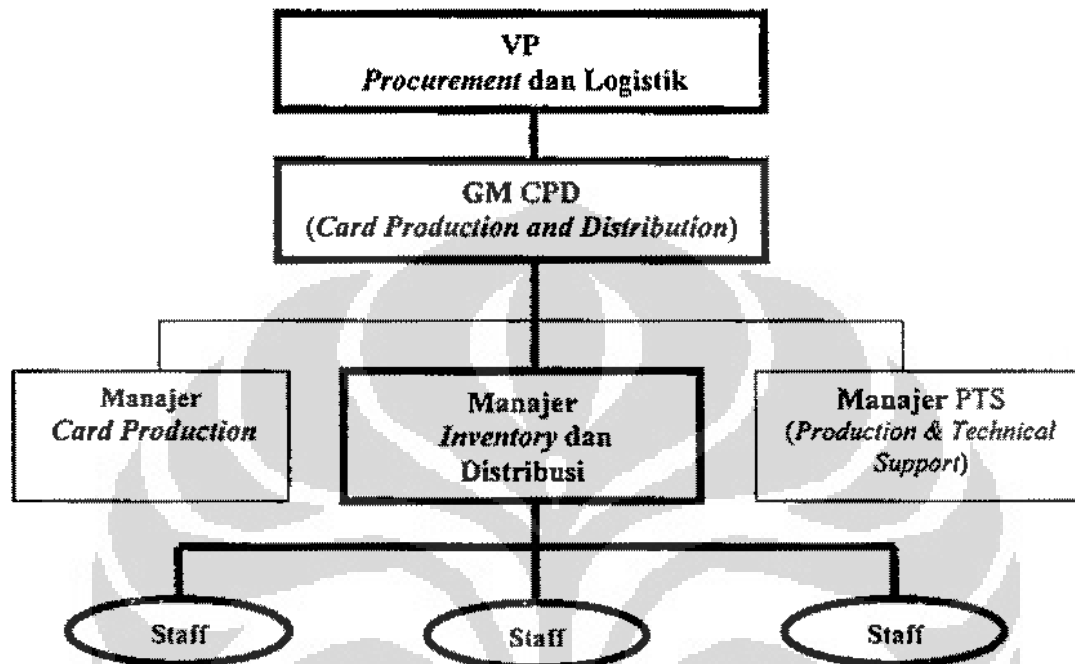 VP
Procurement dan Logistik
GM CPD
(Card Production and Distribution)
Manajer
Card Production
Manajer
Inventory dan
Distribusi
Manajer PTS
(Production & Technical
Support)
Staff
Staff
Staff